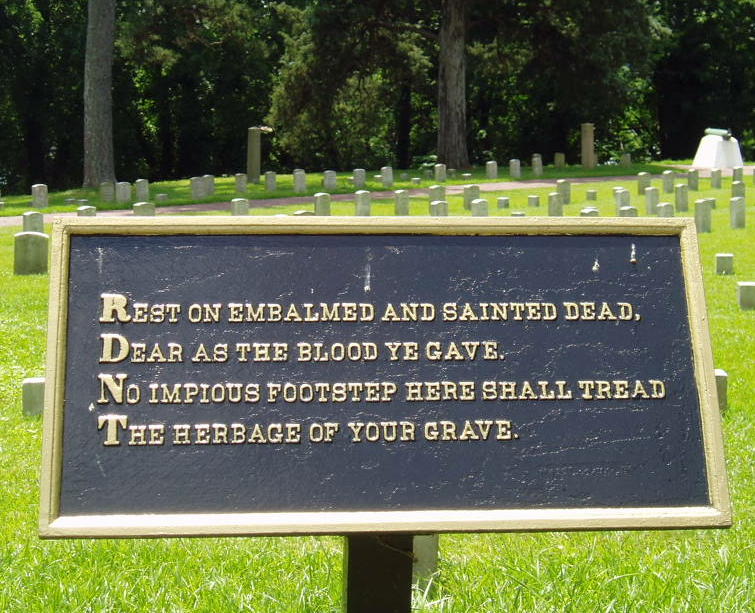 REST ON EMBALMED AND SAINTED DEAD,
DEAR AS THE BLOOD YE GAVE.
NO IMPIOUS FOOTSTEP HERE SHALL TREAD
THE HERBAGE OF YOUR GRAVE.